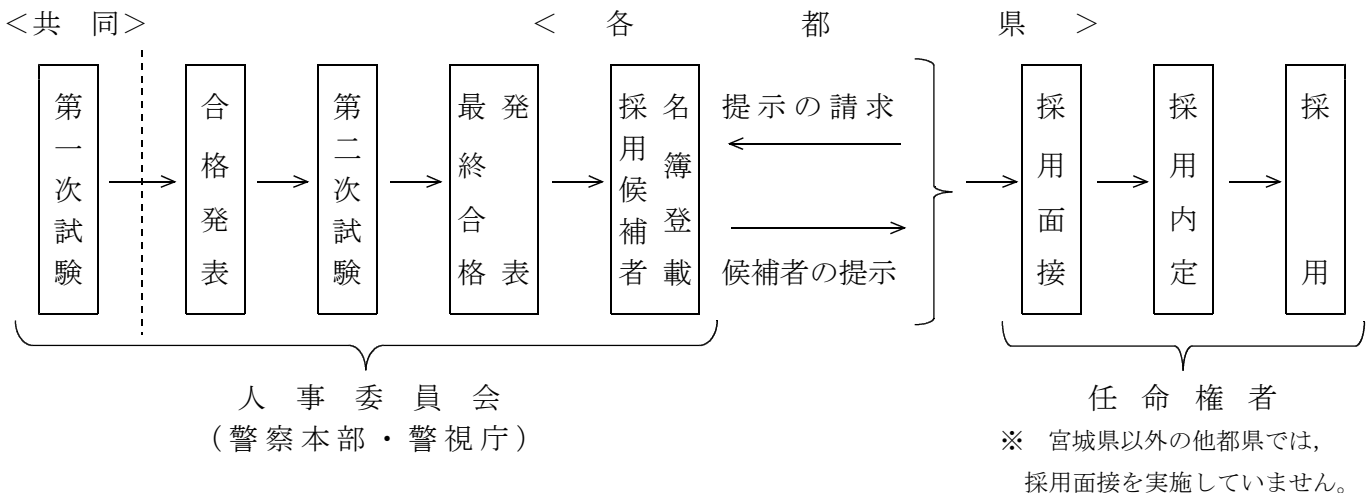 ＜共　同＞
＜　各　都　県　＞
第一次試験
合格発表
第二次試験
最終合格
発表
採用候補者
名簿登載
提示の請求
候補者の提示
採用面接
採用内定
採用
人事委員会
（警察本部・警視庁）
任命権者
※　宮城県以外の他都県では，
採用面接を実施していません。